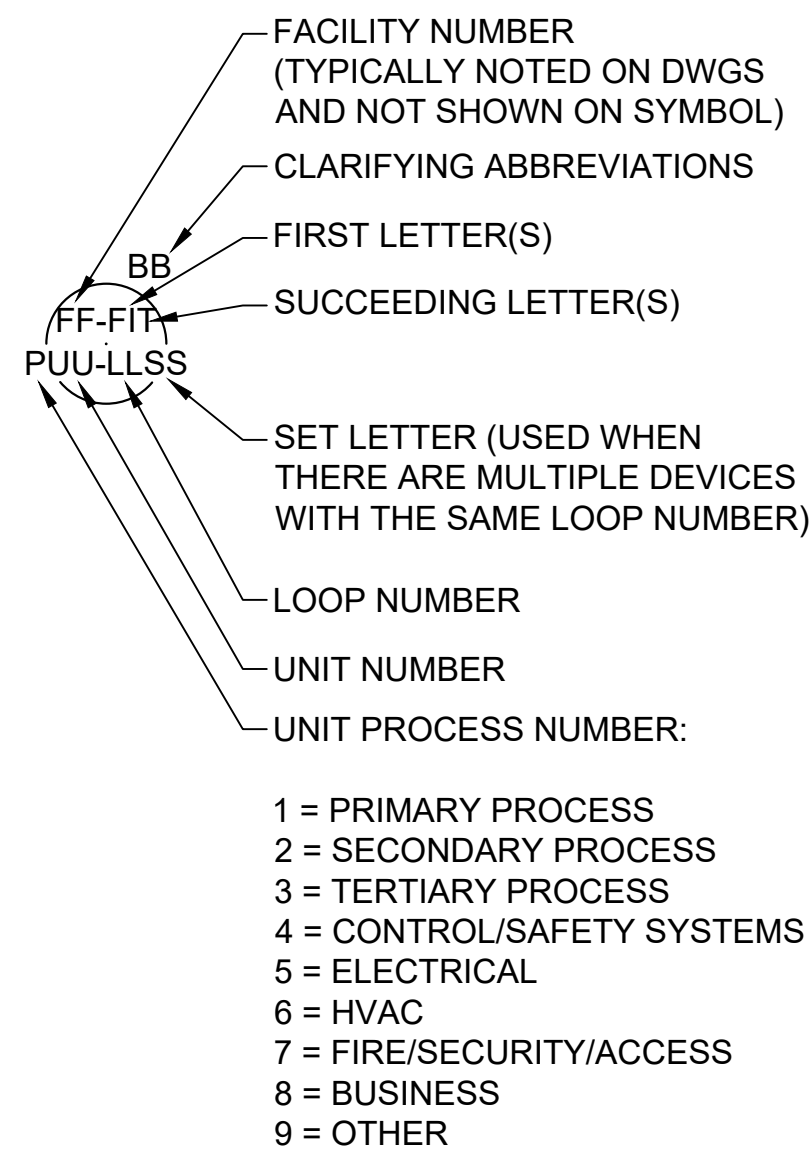 FACILITY NUMBER
(TYPICALLY NOTED ON DWGS
AND NOT SHOWN ON SYMBOL)
CLARIFYING ABBREVIATIONS
FIRST LETTER(S)
BB
SUCCEEDING LETTER(S)
FF-FIT
PUU-LLSS
SET LETTER (USED WHEN
THERE ARE MULTIPLE DEVICES
WITH THE SAME LOOP NUMBER)
LOOP NUMBER
UNIT NUMBER
UNIT PROCESS NUMBER:
1 = PRIMARY PROCESS
2 = SECONDARY PROCESS
3 = TERTIARY PROCESS
4 = CONTROL/SAFETY SYSTEMS
5 = ELECTRICAL
6 = HVAC
7 = FIRE/SECURITY/ACCESS
8 = BUSINESS
9 = OTHER